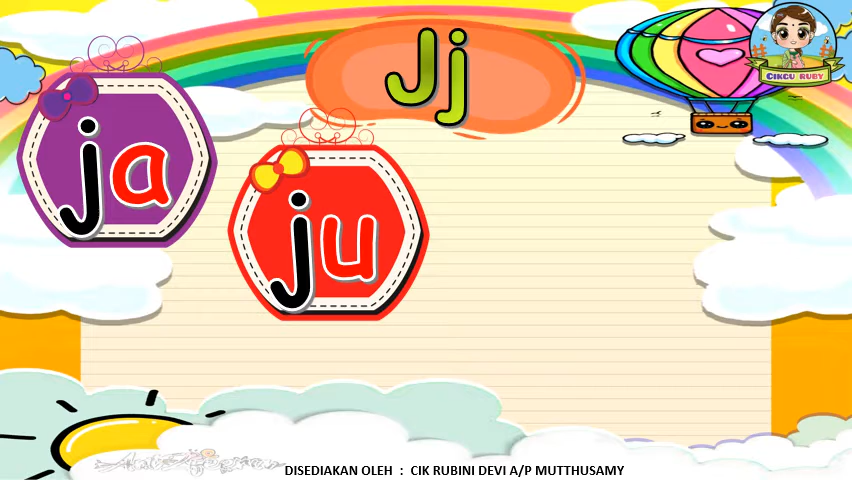 Jj
CIKGU RUBY
ja
ju
DISEDIAKAN OLEH : CIK RUBINI DEVI A/P MUTTHUSAMY